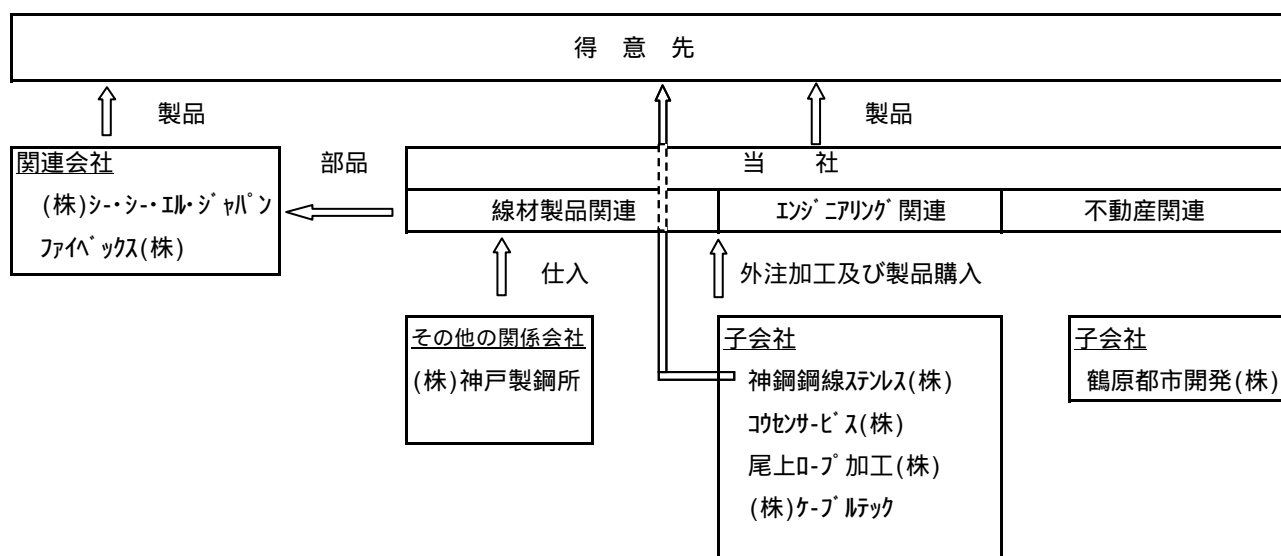 得 意 先
製品
製品
関連会社
(株)ｼｰ･ｼｰ･ｴﾙ･ｼﾞｬﾊﾟﾝ
ﾌｧｲﾍﾞｯｸｽ(株)
部品
当 社
線材製品関連
ｴﾝｼﾞﾆｱﾘﾝｸﾞ関連
不動産関連
仕入
外注加工及び製品購入
その他の関係会社
(株)神戸製鋼所
子会社
神鋼鋼線ｽﾃﾝﾚｽ(株)
ｺｳｾﾝｻｰﾋﾞｽ(株)
尾上ﾛｰﾌﾟ加工(株)
(株)ｹｰﾌﾞﾙﾃｯｸ
子会社
鶴原都市開発(株)